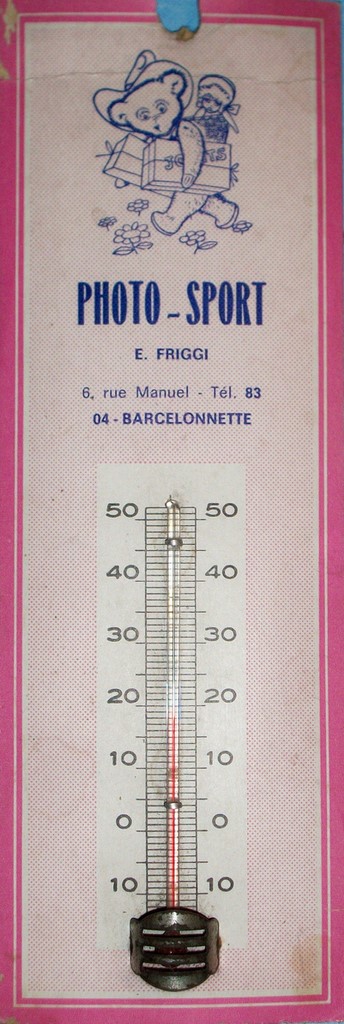 JOUETS
PHOTO - SPORT
E. FRIGGI
6, rue Manuel - Tél. 83
04 - BARCELONNETTE
50 50
40 40
30 30
20 20
10 10
0 0
10 10